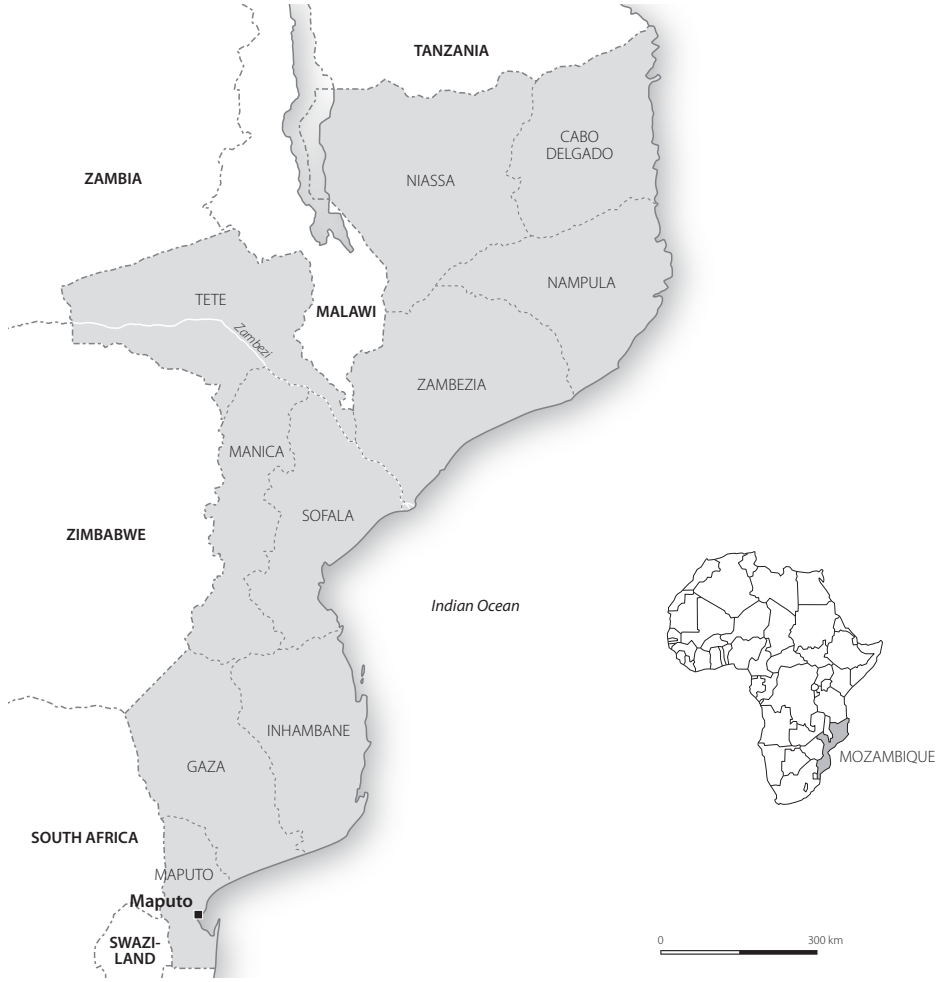 TANZANIA
CABO
DELGADO
ZAMBIA
NIASSA
NAMPULA
TETE
MALAWI
Zambezi
ZAMBEZIA
MANICA
SOFALA
ZIMBABWE
Indian Ocean
INHAMBANE
MOZAMBIQUE
GAZA
SOUTH AFRICA
MAPUTO
Maputo
SWAZI-
LAND
0 300 km